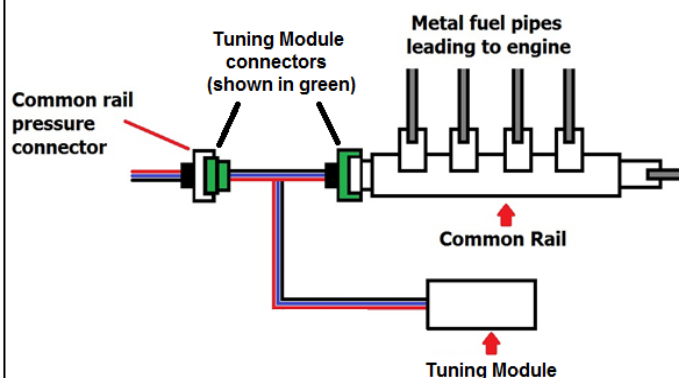 Tuning Module
connectors
(shown in green)
Metal fuel pipes
leading to engine
Common rail
pressure
connector
Common Rail
Tuning Module